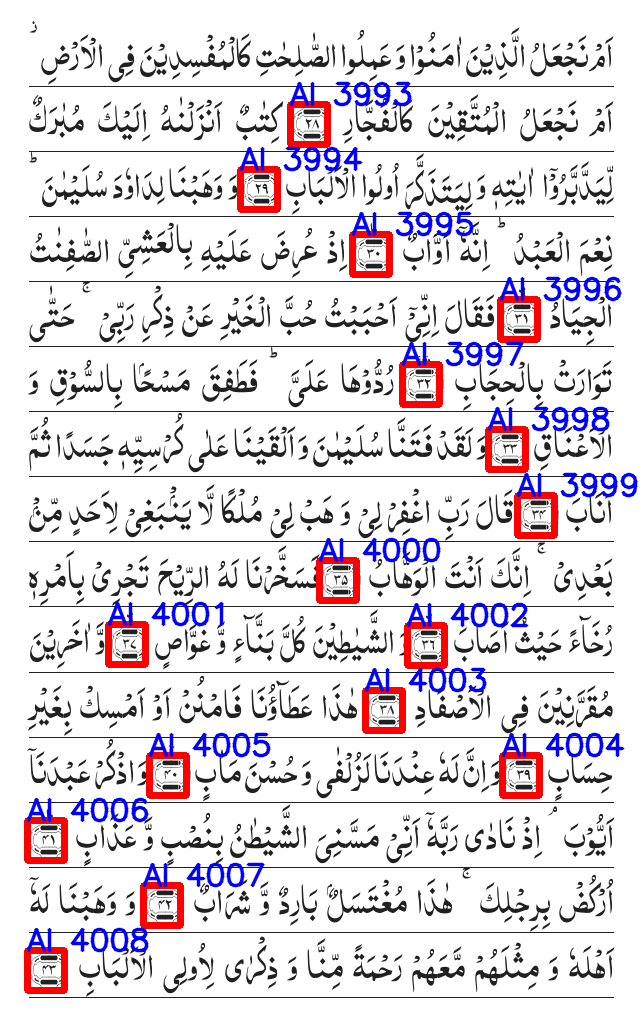 اَمْ نَجْعَلُ الَّذِيْنَ اٰمَنُوْا وَ عَمِلُوا الصّٰلِحٰتِ كَالْمُفْسِدِيْنَ فِى الْاَرْضِ ز
AI 3993
اَمْ نَجْعَلُ الْمُتَّقِيْنَ كَالْفُجَّارِ ۲۸ كِتٰبٌ اَنْزَلْنٰهُ اِلَيْكَ مُبٰرَكٌ
AI 3994
لِّيَدَّبَّرُوْۤا اٰيٰتِهٖ وَ لِيَتَذَكَّرَ اُولُوا الْاَلْبَابِ ۲۹ وَ وَهَبْنَا لِدَاوٗدَ سُلَيْمٰنَ ؕ
AI 3995
نِعْمَ الْعَبْدُ ؕ اِنَّهٗۤ اَوَّابٌ ۳۰ اِذْ عُرِضَ عَلَيْهِ بِالْعَشِىِّ الصّٰفِنٰتُ
AI 3996
الْجِيَادُ ۳۱ فَقَالَ اِنِّىْۤ اَحْبَبْتُ حُبَّ الْخَيْرِ عَنْ ذِكْرِ رَبِّىْ ۚ حَتّٰى
AI 3997
تَوَارَتْ بِالْحِجَابِ ۳۲ رُدُّوْهَا عَلَىَّ ؕ فَطَفِقَ مَسْحًۢا بِالسُّوْقِ وَ
AI 3998
الْاَعْنَاقِ ۳۳ وَ لَقَدْ فَتَنَّا سُلَيْمٰنَ وَ اَلْقَيْنَا عَلٰى كُرْسِيِّهٖ جَسَدًا ثُمَّ
AI 3999
اَنَابَ ۳۴ قَالَ رَبِّ اغْفِرْ لِىْ وَ هَبْ لِىْ مُلْكًا لَّا يَنْۢبَغِىْ لِاَحَدٍ مِّنْۢ
AI 4000
بَعْدِىْ ۚ اِنَّكَ اَنْتَ الْوَهَّابُ ۳۵ فَسَخَّرْنَا لَهُ الرِّيْحَ تَجْرِىْ بِاَمْرِهٖ
AI 4002 AI 4001
رُخَآءً حَيْثُ اَصَابَ ۳۶ وَ الشَّيٰطِيْنَ كُلَّ بَنَّآءٍ وَّ غَوَّاصٍ ۳۷ وَّ اٰخَرِيْنَ
AI 4003
مُقَرَّنِيْنَ فِى الْاَصْفَادِ ۳۸ هٰذَا عَطَآؤُنَا فَامْنُنْ اَوْ اَمْسِكْ بِغَيْرِ
AI 4004 AI 4005
حِسَابٍ ۳۹ وَ اِنَّ لَهٗ عِنْدَنَا لَزُلْفٰى وَ حُسْنَ مَاٰبٍ ۴۰ وَ اذْكُرْ عَبْدَنَاۤ
AI 4006
اَيُّوْبَ ۘ اِذْ نَادٰى رَبَّهٗۤ اَنِّىْ مَسَّنِىَ الشَّيْطٰنُ بِنُصْبٍ وَّ عَذَابٍ ۴۱
AI 4007
اُرْكُضْ بِرِجْلِكَ ۚ هٰذَا مُغْتَسَلٌۢ بَارِدٌ وَّ شَرَابٌ ۴۲ وَ وَهَبْنَا لَهٗۤ
AI 4008
اَهْلَهٗ وَ مِثْلَهُمْ مَّعَهُمْ رَحْمَةً مِّنَّا وَ ذِكْرٰى لِاُولِى الْاَلْبَابِ ۴۳